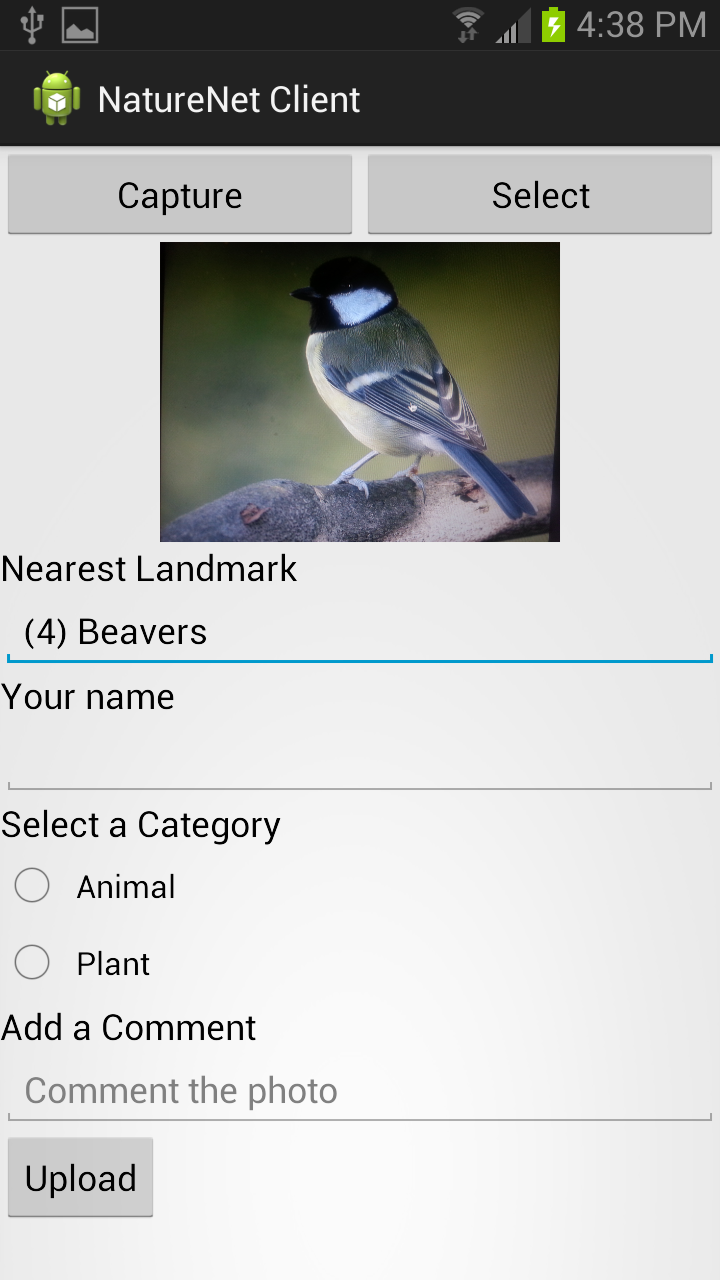 4:38 PM
NatureNet Client
Capture Select
Nearest Landmark
(4) Beavers
Your name
Select a Category
Animal
Plant
Add a Comment
Comment the photo
Upload